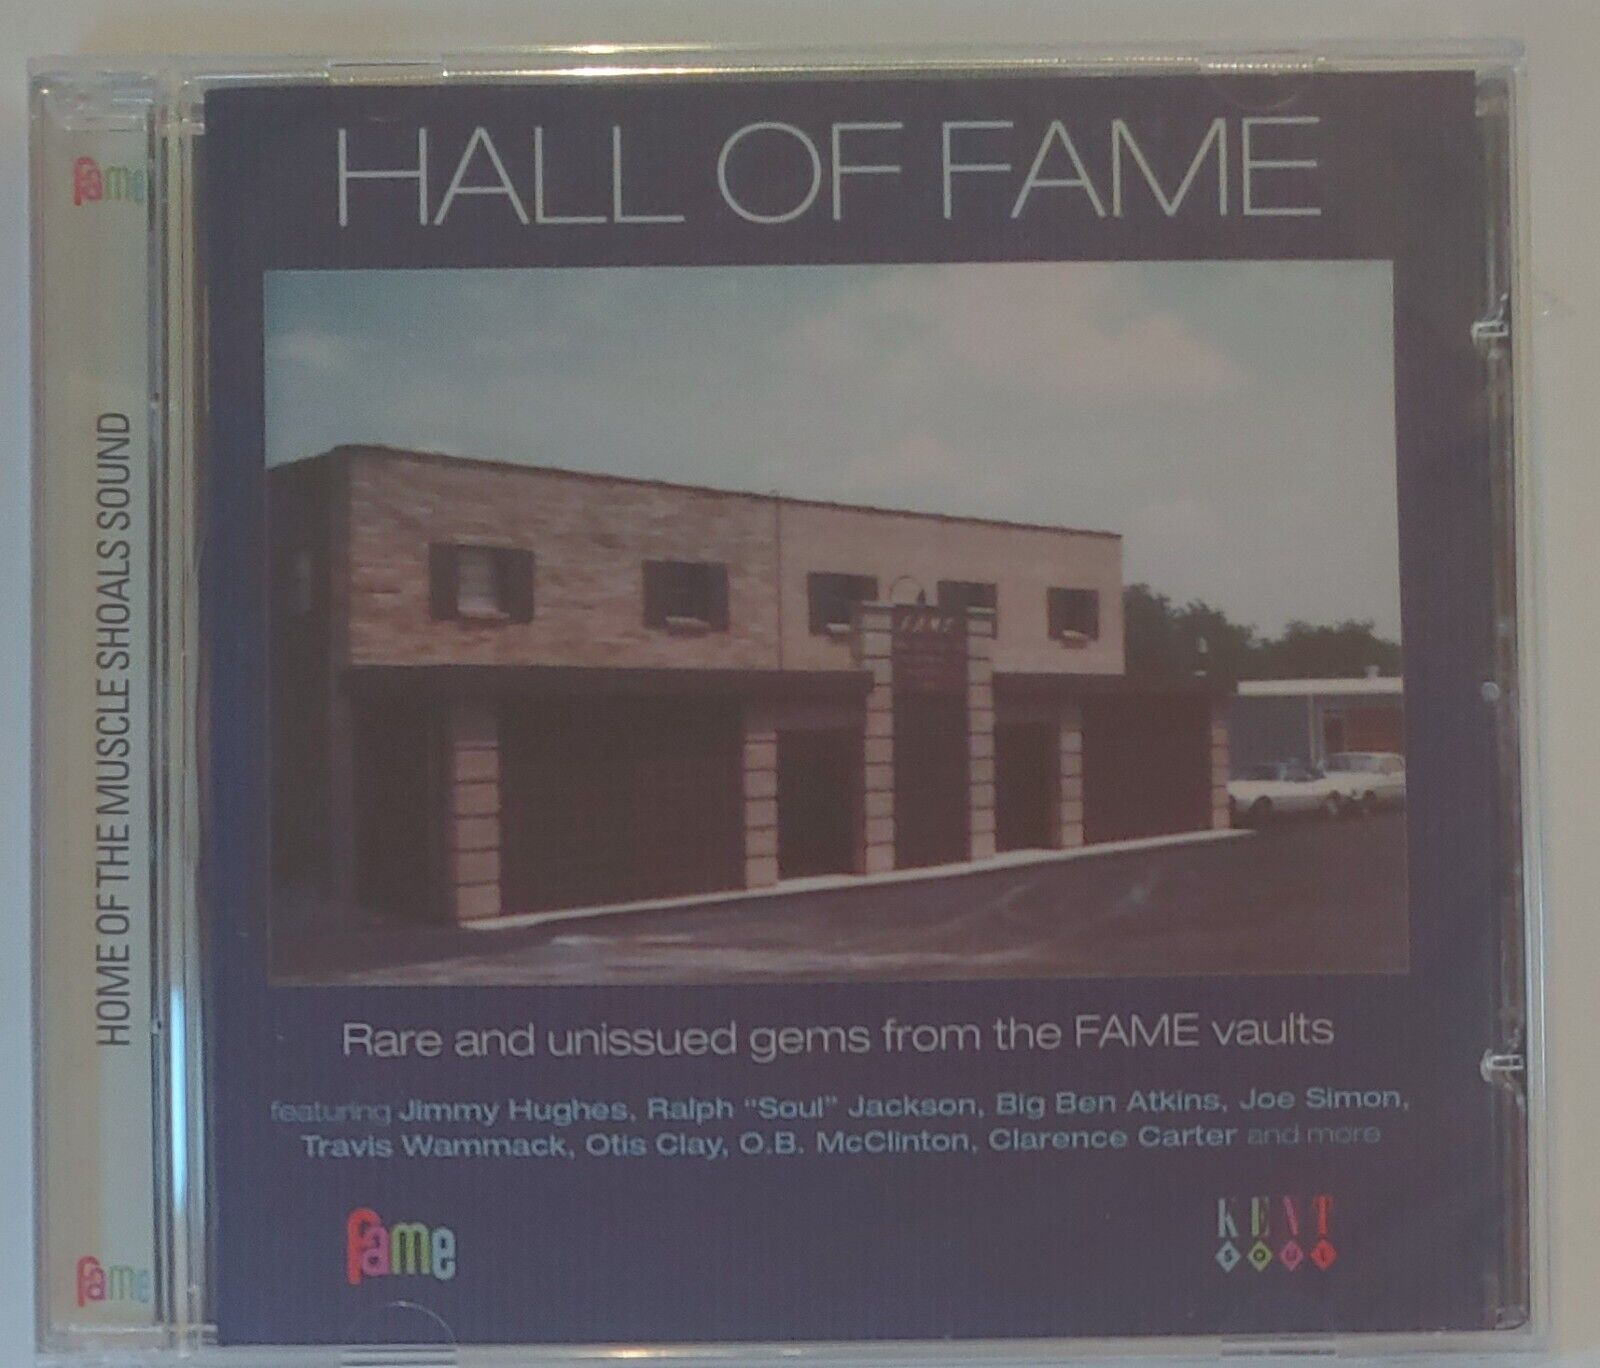 HALL OF FAME
fame
HOME OF THE MUSCLE SHOALS SOUND
fame
FAME
Rare and unissued gems from the FAME vaults
featuring Jimmy Hughes, Ralph "Soul" Jackson, Big Ben Atkins, Joe Simon,
Travis Wammack, Otis Clay, O.B. McClinton, Clarence Carter and more
fame
KENT
SOUL